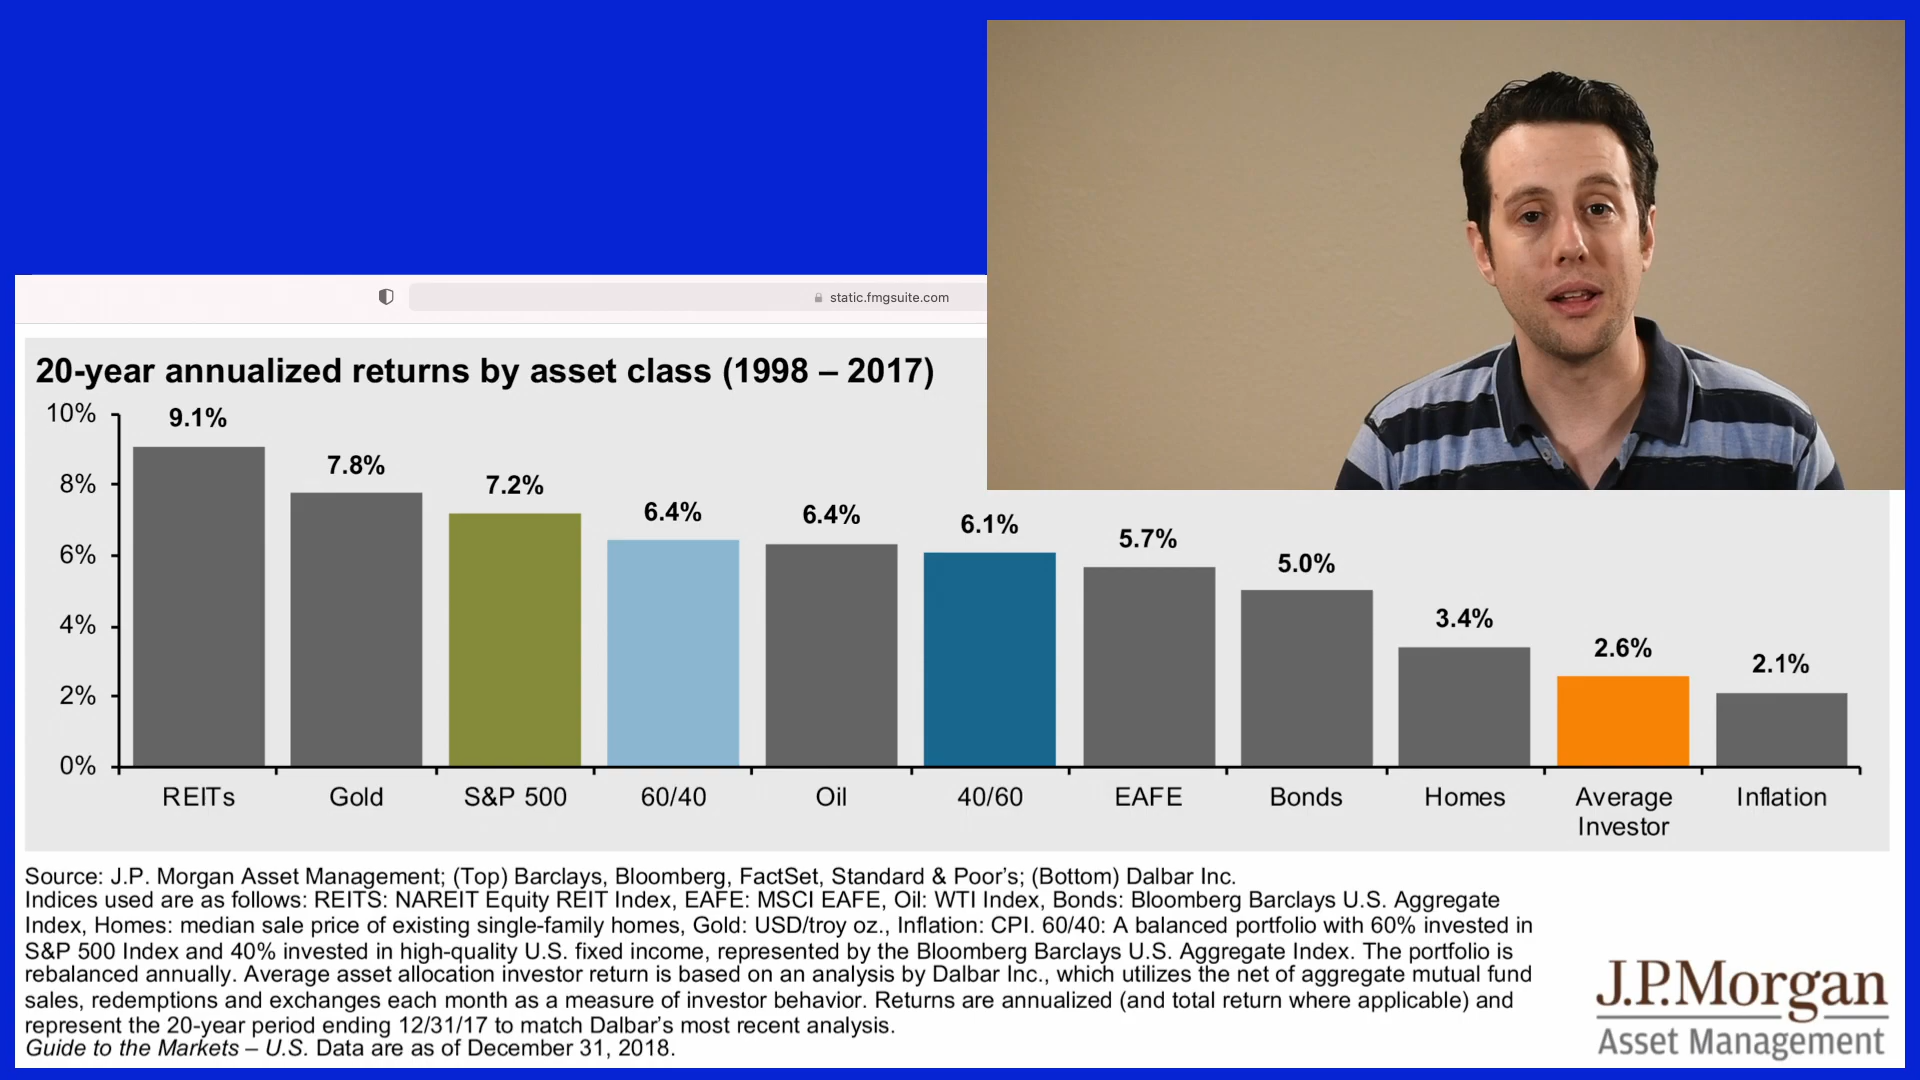 static.fmgsuite.com
20-year annualized returns by asset class (1998 – 2017)
10%
8%
6%
4%
2%
0%
9.1%
7.8%
7.2%
6.4%
6.4%
6.1%
5.7%
5.0%
3.4%
2.6%
2.1%
REITs
Gold
S&P 500
60/40
Oil
40/60
EAFE
Bonds
Homes
Average
Investor
Inflation
Source: J.P. Morgan Asset Management; (Top) Barclays, Bloomberg, FactSet, Standard & Poor's; (Bottom) Dalbar Inc.
Indices used are as follows: REITS: NAREIT Equity REIT Index, EAFE: MSCI EAFE, Oil: WTI Index, Bonds: Bloomberg Barclays U.S. Aggregate
Index, Homes: median sale price of existing single-family homes, Gold: USD/troy oz., Inflation: CPI. 60/40: A balanced portfolio with 60% invested in
S&P 500 Index and 40% invested in high-quality U.S. fixed income, represented by the Bloomberg Barclays U.S. Aggregate Index. The portfolio is
rebalanced annually. Average asset allocation investor return is based on an analysis by Dalbar Inc., which utilizes the net of aggregate mutual fund
sales, redemptions and exchanges each month as a measure of investor behavior. Returns are annualized (and total return where applicable) and
represent the 20-year period ending 12/31/17 to match Dalbar's most recent analysis.
Guide to the Markets – U.S. Data are as of December 31, 2018.
J.P.Morgan
Asset Management